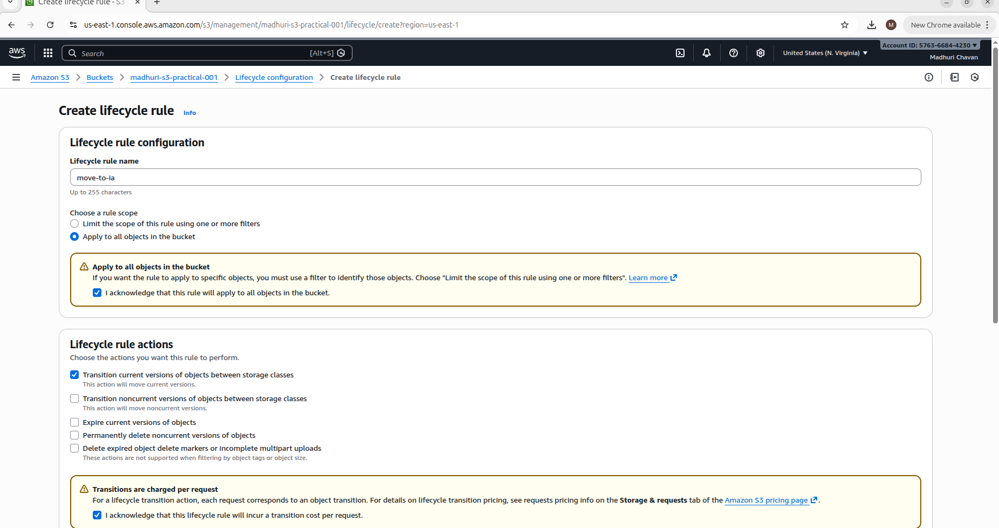 Create lifecycle rule - S3
us-east-1.console.aws.amazon.com/s3/management/madhuri-s3-practical-001/lifecycle/create?region=us-east-1
M
New Chrome available
aws
Search
[Alt+S]
United States (N. Virginia)
Account ID: 5763-6684-4230
Madhuri Chavan
Amazon S3 > Buckets > madhuri-s3-practical-001 > Lifecycle configuration > Create lifecycle rule
Create lifecycle rule Info
Lifecycle rule configuration
Lifecycle rule name
move-to-ia
Up to 255 characters
Choose a rule scope
Limit the scope of this rule using one or more filters
Apply to all objects in the bucket
Apply to all objects in the bucket
If you want the rule to apply to specific objects, you must use a filter to identify those objects. Choose "Limit the scope of this rule using one or more filters". Learn more
I acknowledge that this rule will apply to all objects in the bucket.
Lifecycle rule actions
Choose the actions you want this rule to perform.
Transition current versions of objects between storage classes
This action will move current versions.
Transition noncurrent versions of objects between storage classes
This action will move noncurrent versions.
Expire current versions of objects
Permanently delete noncurrent versions of objects
Delete expired object delete markers or incomplete multipart uploads
These actions are not supported when filtering by object tags or object size.
Transitions are charged per request
For a lifecycle transition action, each request corresponds to an object transition. For details on lifecycle transition pricing, see requests pricing info on the Storage & requests tab of the Amazon S3 pricing page.
I acknowledge that this lifecycle rule will incur a transition cost per request.